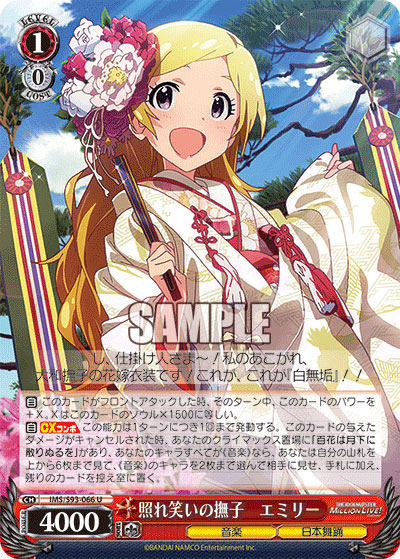 LEVEL
1
0
COST
SAMPLE
し、仕掛け人さま～！私のあこがれ、
大和撫子の花嫁衣装です！これが、これが『白無垢』！！
自 このカードがフロントアタックした時、そのターン中、このカードのパワーを
＋X。Xはこのカードのソウル×1500に等しい。
自 CXコンボ この能力は1ターンにつき1回まで発動する。このカードの与えた
ダメージがキャンセルされた時、あなたのクライマックス置場に「百花は月下に
散りぬるを」があり、あなたのキャラすべてが《音楽》なら、あなたは自分の山札を
上から6枚まで見て、《音楽》のキャラを2枚まで選んで相手に見せ、手札に加え、
残りのカードを控え室に置く。
CH IMS/S93-066 U
4000
照れ笑いの撫子 エミリー
THE IDOLM@STER
MILLION LIVE!
音楽
日本舞踊
©BANDAI NAMCO Entertainment Inc.